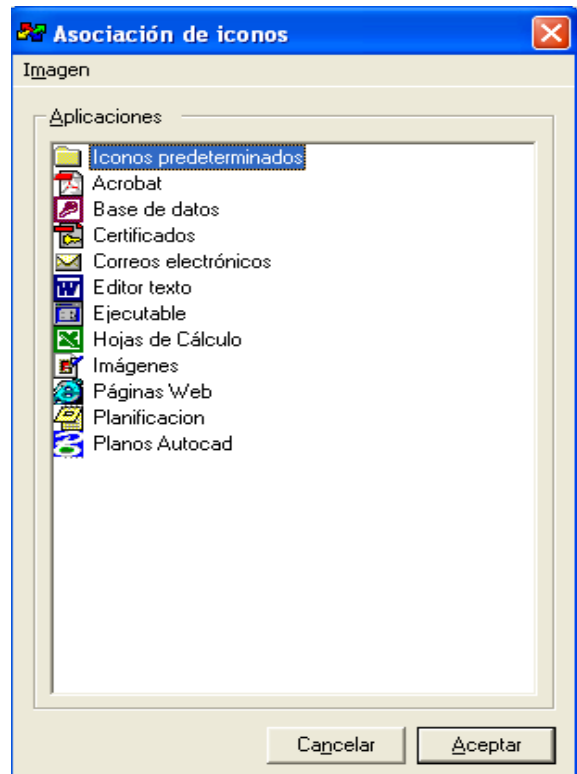 Asociación de iconos
Imagen
Aplicaciones
Iconos predeterminados
Acrobat
Base de datos
Certificados
Correos electrónicos
Editor texto
Ejecutable
Hojas de Cálculo
Imágenes
Páginas Web
Planificacion
Planos Autocad
Cancelar Aceptar